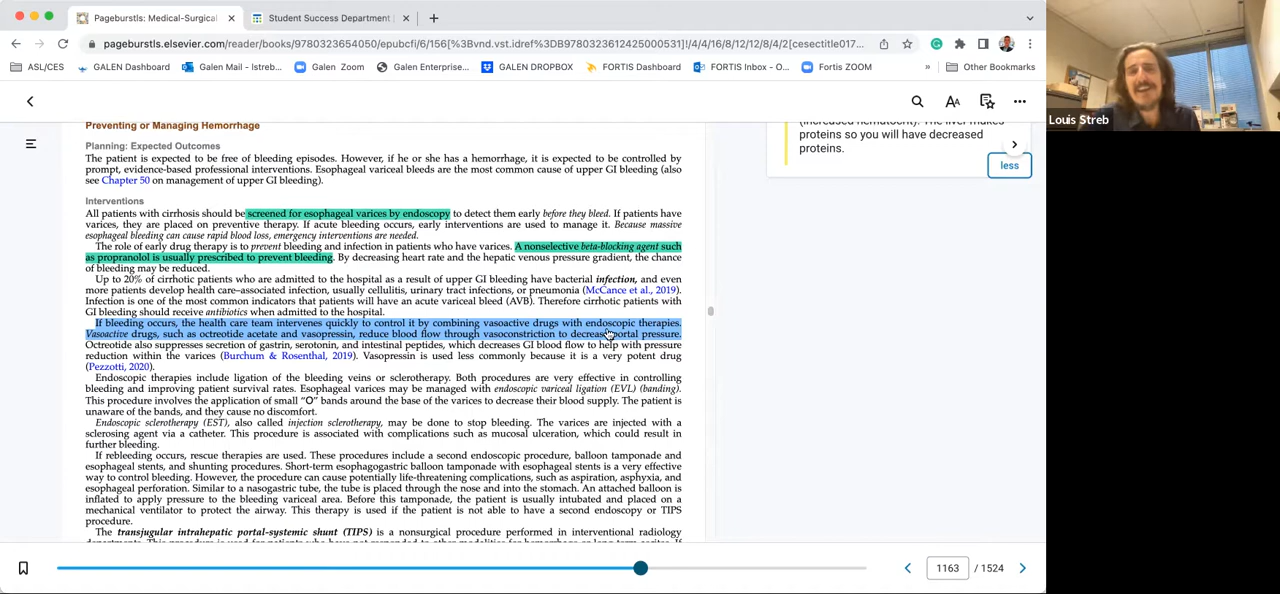 Pageburstls: Medical-Surgical
Student Success Department
pageburstls.elsevier.com/reader/books/9780323654050/epubcfi/6/156[%3Bvnd.vst.idref%3DB9780323612425000531]!/4/4/16/8/12/12/8/4/2[cesectitle017...
ASL/CES
GALEN Dashboard
Galen Mail - lstreb...
Galen Zoom
Galen Enterprise...
GALEN DROPBOX
FORTIS Dashboard
FORTIS Inbox - O...
Fortis ZOOM
»
Other Bookmarks
Louis Streb
(increased hematocrit). The liver makes
proteins so you will have decreased
proteins.
less
Preventing or Managing Hemorrhage
Planning: Expected Outcomes
The patient is expected to be free of bleeding episodes. However, if he or she has a hemorrhage, it is expected to be controlled by
prompt, evidence-based professional interventions. Esophageal variceal bleeds are the most common cause of upper GI bleeding (also
see Chapter 50 on management of upper GI bleeding).
Interventions
All patients with cirrhosis should be screened for esophageal varices by endoscopy to detect them early before they bleed. If patients have
varices, they are placed on preventive therapy. If acute bleeding occurs, early interventions are used to manage it. Because massive
esophageal bleeding can cause rapid blood loss, emergency interventions are needed.
The role of early drug therapy is to prevent bleeding and infection in patients who have varices. A nonselective beta-blocking agent such
as propranolol is usually prescribed to prevent bleeding. By decreasing heart rate and the hepatic venous pressure gradient, the chance
of bleeding may be reduced.
Up to 20% of cirrhotic patients who are admitted to the hospital as a result of upper GI bleeding have bacterial infection, and even
more patients develop health care–associated infection, usually cellulitis, urinary tract infections, or pneumonia (McCance et al., 2019).
Infection is one of the most common indicators that patients will have an acute variceal bleed (AVB). Therefore cirrhotic patients with
GI bleeding should receive antibiotics when admitted to the hospital.
If bleeding occurs, the health care team intervenes quickly to control it by combining vasoactive drugs with endoscopic therapies.
Vasoactive drugs, such as octreotide acetate and vasopressin, reduce blood flow through vasoconstriction to decrease portal pressure.
Octreotide also suppresses secretion of gastrin, serotonin, and intestinal peptides, which decreases GI blood flow to help with pressure
reduction within the varices (Burchum & Rosenthal, 2019). Vasopressin is used less commonly because it is a very potent drug
(Pezzotti, 2020).
Endoscopic therapies include ligation of the bleeding veins or sclerotherapy. Both procedures are very effective in controlling
bleeding and improving patient survival rates. Esophageal varices may be managed with endoscopic variceal ligation (EVL) (banding).
This procedure involves the application of small “O” bands around the base of the varices to decrease their blood supply. The patient is
unaware of the bands, and they cause no discomfort.
Endoscopic sclerotherapy (EST), also called injection sclerotherapy, may be done to stop bleeding. The varices are injected with a
sclerosing agent via a catheter. This procedure is associated with complications such as mucosal ulceration, which could result in
further bleeding.
If rebleeding occurs, rescue therapies are used. These procedures include a second endoscopic procedure, balloon tamponade and
esophageal stents, and shunting procedures. Short-term esophagogastric balloon tamponade with esophageal stents is a very effective
way to control bleeding. However, the procedure can cause potentially life-threatening complications, such as aspiration, asphyxia, and
esophageal perforation. Similar to a nasogastric tube, the tube is placed through the nose and into the stomach. An attached balloon is
inflated to apply pressure to the bleeding variceal area. Before this tamponade, the patient is usually intubated and placed on a
mechanical ventilator to protect the airway. This therapy is used if the patient is not able to have a second endoscopy or TIPS
procedure.
The transjugular intrahepatic portal-systemic shunt (TIPS) is a nonsurgical procedure performed in interventional radiology
1163 / 1524